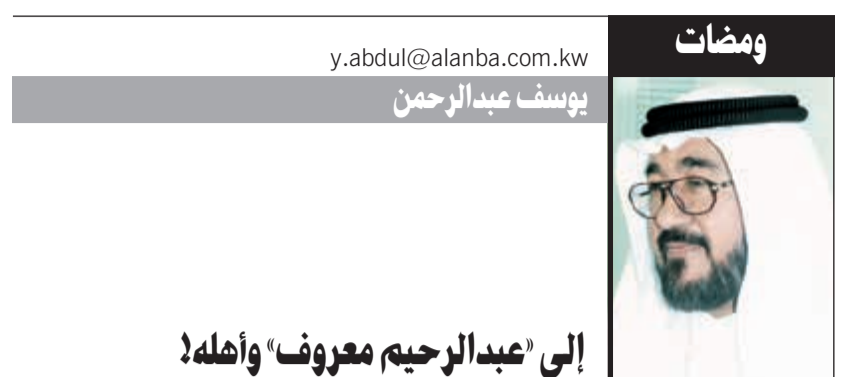 ومضات
y.abdul@alanba.com.kw
يوسف عبدالرحمن
إلى «عبدالرحيم معروف» وأهله!